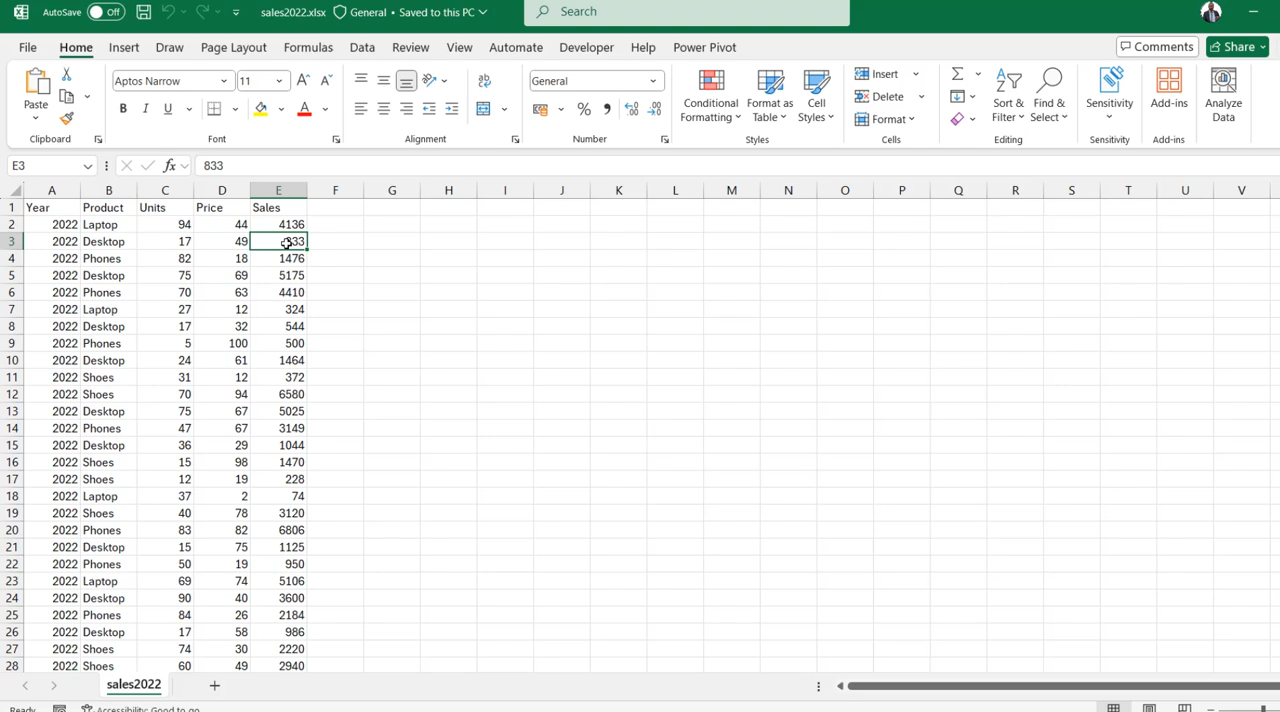 AutoSave Off sales2022.xlsx General • Saved to this PC Search
File Home Insert Draw Page Layout Formulas Data Review View Automate Developer Help Power Pivot Comments Share
Paste Aptos Narrow 11 A A General Conditional Formatting Format as Table Cell Styles Insert Delete Format Sort & Filter Find & Select Sensitivity Add-ins Analyze Data
B I U A
Clipboard Font Alignment Number Styles Cells Editing Sensitivity Add-ins
E3 fx 833
A B C D E F G H I J K L M N O P Q R S T U V
1 Year Product Units Price Sales
2 2022 Laptop 94 44 4136
3 2022 Desktop 17 49 833
4 2022 Phones 82 18 1476
5 2022 Desktop 75 69 5175
6 2022 Phones 70 63 4410
7 2022 Laptop 27 12 324
8 2022 Desktop 17 32 544
9 2022 Phones 5 100 500
10 2022 Desktop 24 61 1464
11 2022 Shoes 31 12 372
12 2022 Shoes 70 94 6580
13 2022 Desktop 75 67 5025
14 2022 Phones 47 67 3149
15 2022 Desktop 36 29 1044
16 2022 Shoes 15 98 1470
17 2022 Shoes 12 19 228
18 2022 Laptop 37 2 74
19 2022 Shoes 40 78 3120
20 2022 Phones 83 82 6806
21 2022 Desktop 15 75 1125
22 2022 Phones 50 19 950
23 2022 Laptop 69 74 5106
24 2022 Desktop 90 40 3600
25 2022 Phones 84 26 2184
26 2022 Desktop 17 58 986
27 2022 Shoes 74 30 2220
28 2022 Shoes 60 49 2940
sales2022
Ready Accessibility: Good to go